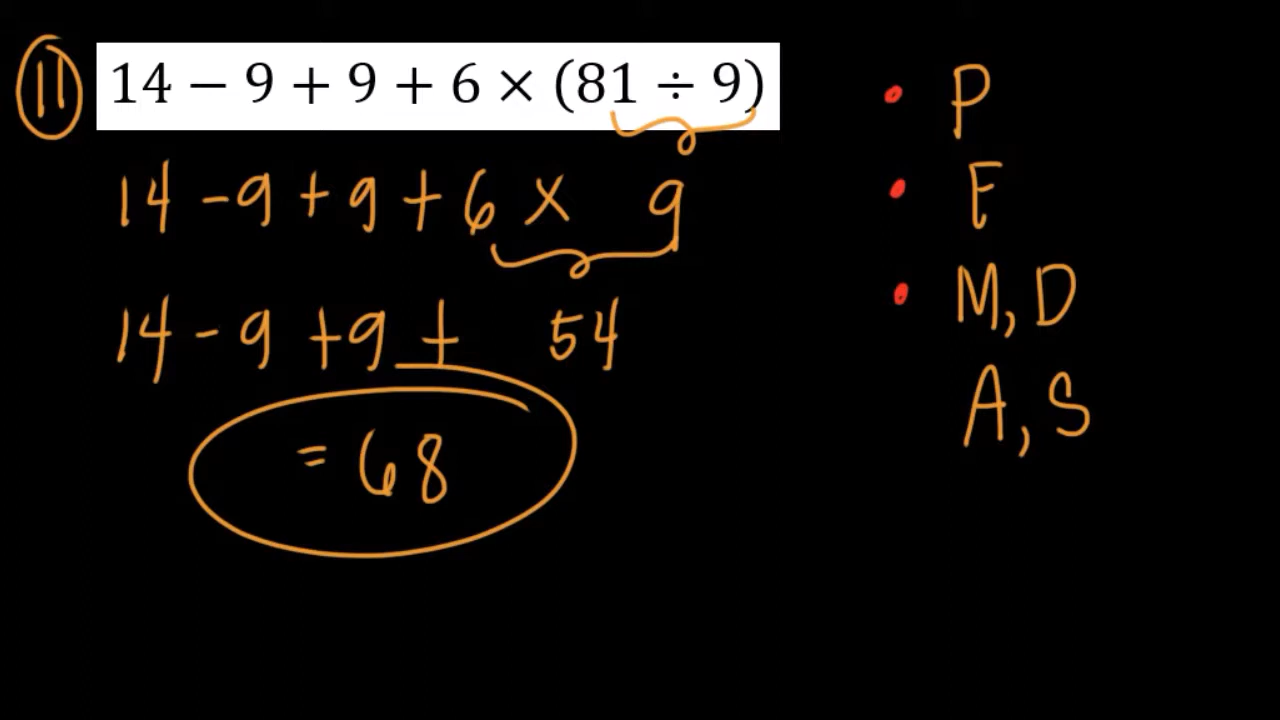 11 14 − 9 + 9 + 6 × (81 ÷ 9)
14 - 9 + 9 + 6 × 9
14 - 9 + 9 + 54
= 68
P
E
M, D
A, S